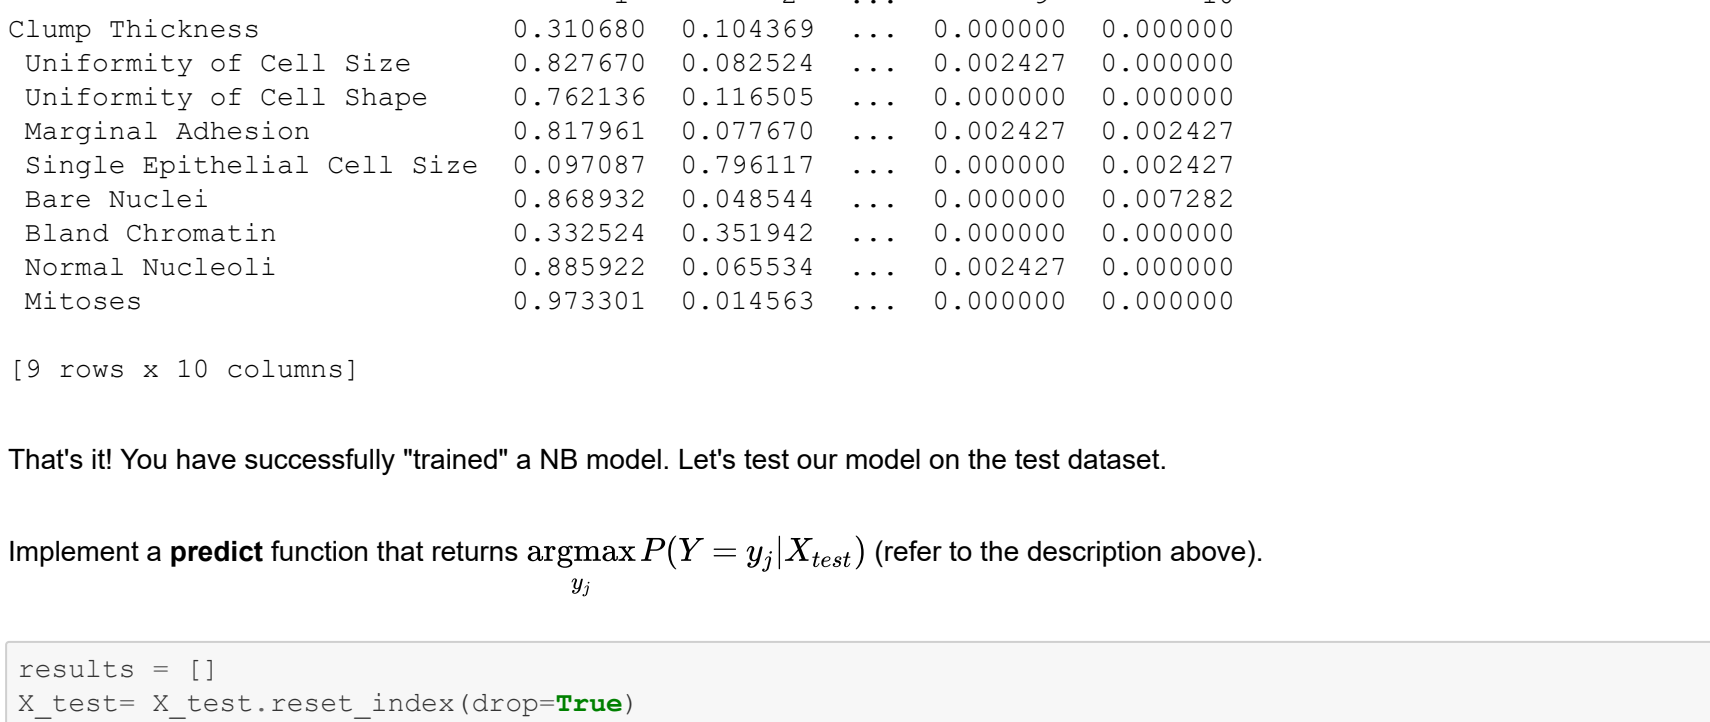 Clump Thickness 0.310680 0.104369 ... 0.000000 0.000000
Uniformity of Cell Size 0.827670 0.082524 ... 0.002427 0.000000
Uniformity of Cell Shape 0.762136 0.116505 ... 0.000000 0.000000
Marginal Adhesion 0.817961 0.077670 ... 0.002427 0.002427
Single Epithelial Cell Size 0.097087 0.796117 ... 0.000000 0.002427
Bare Nuclei 0.868932 0.048544 ... 0.000000 0.007282
Bland Chromatin 0.332524 0.351942 ... 0.000000 0.000000
Normal Nucleoli 0.885922 0.065534 ... 0.002427 0.000000
Mitoses 0.973301 0.014563 ... 0.000000 0.000000
[9 rows x 10 columns]
That's it! You have successfully "trained" a NB model. Let's test our model on the test dataset.
Implement a predict function that returns argmax P(Y = y_j|X_test) (refer to the description above).
y_j
results = []
X_test= X_test.reset_index(drop=True)